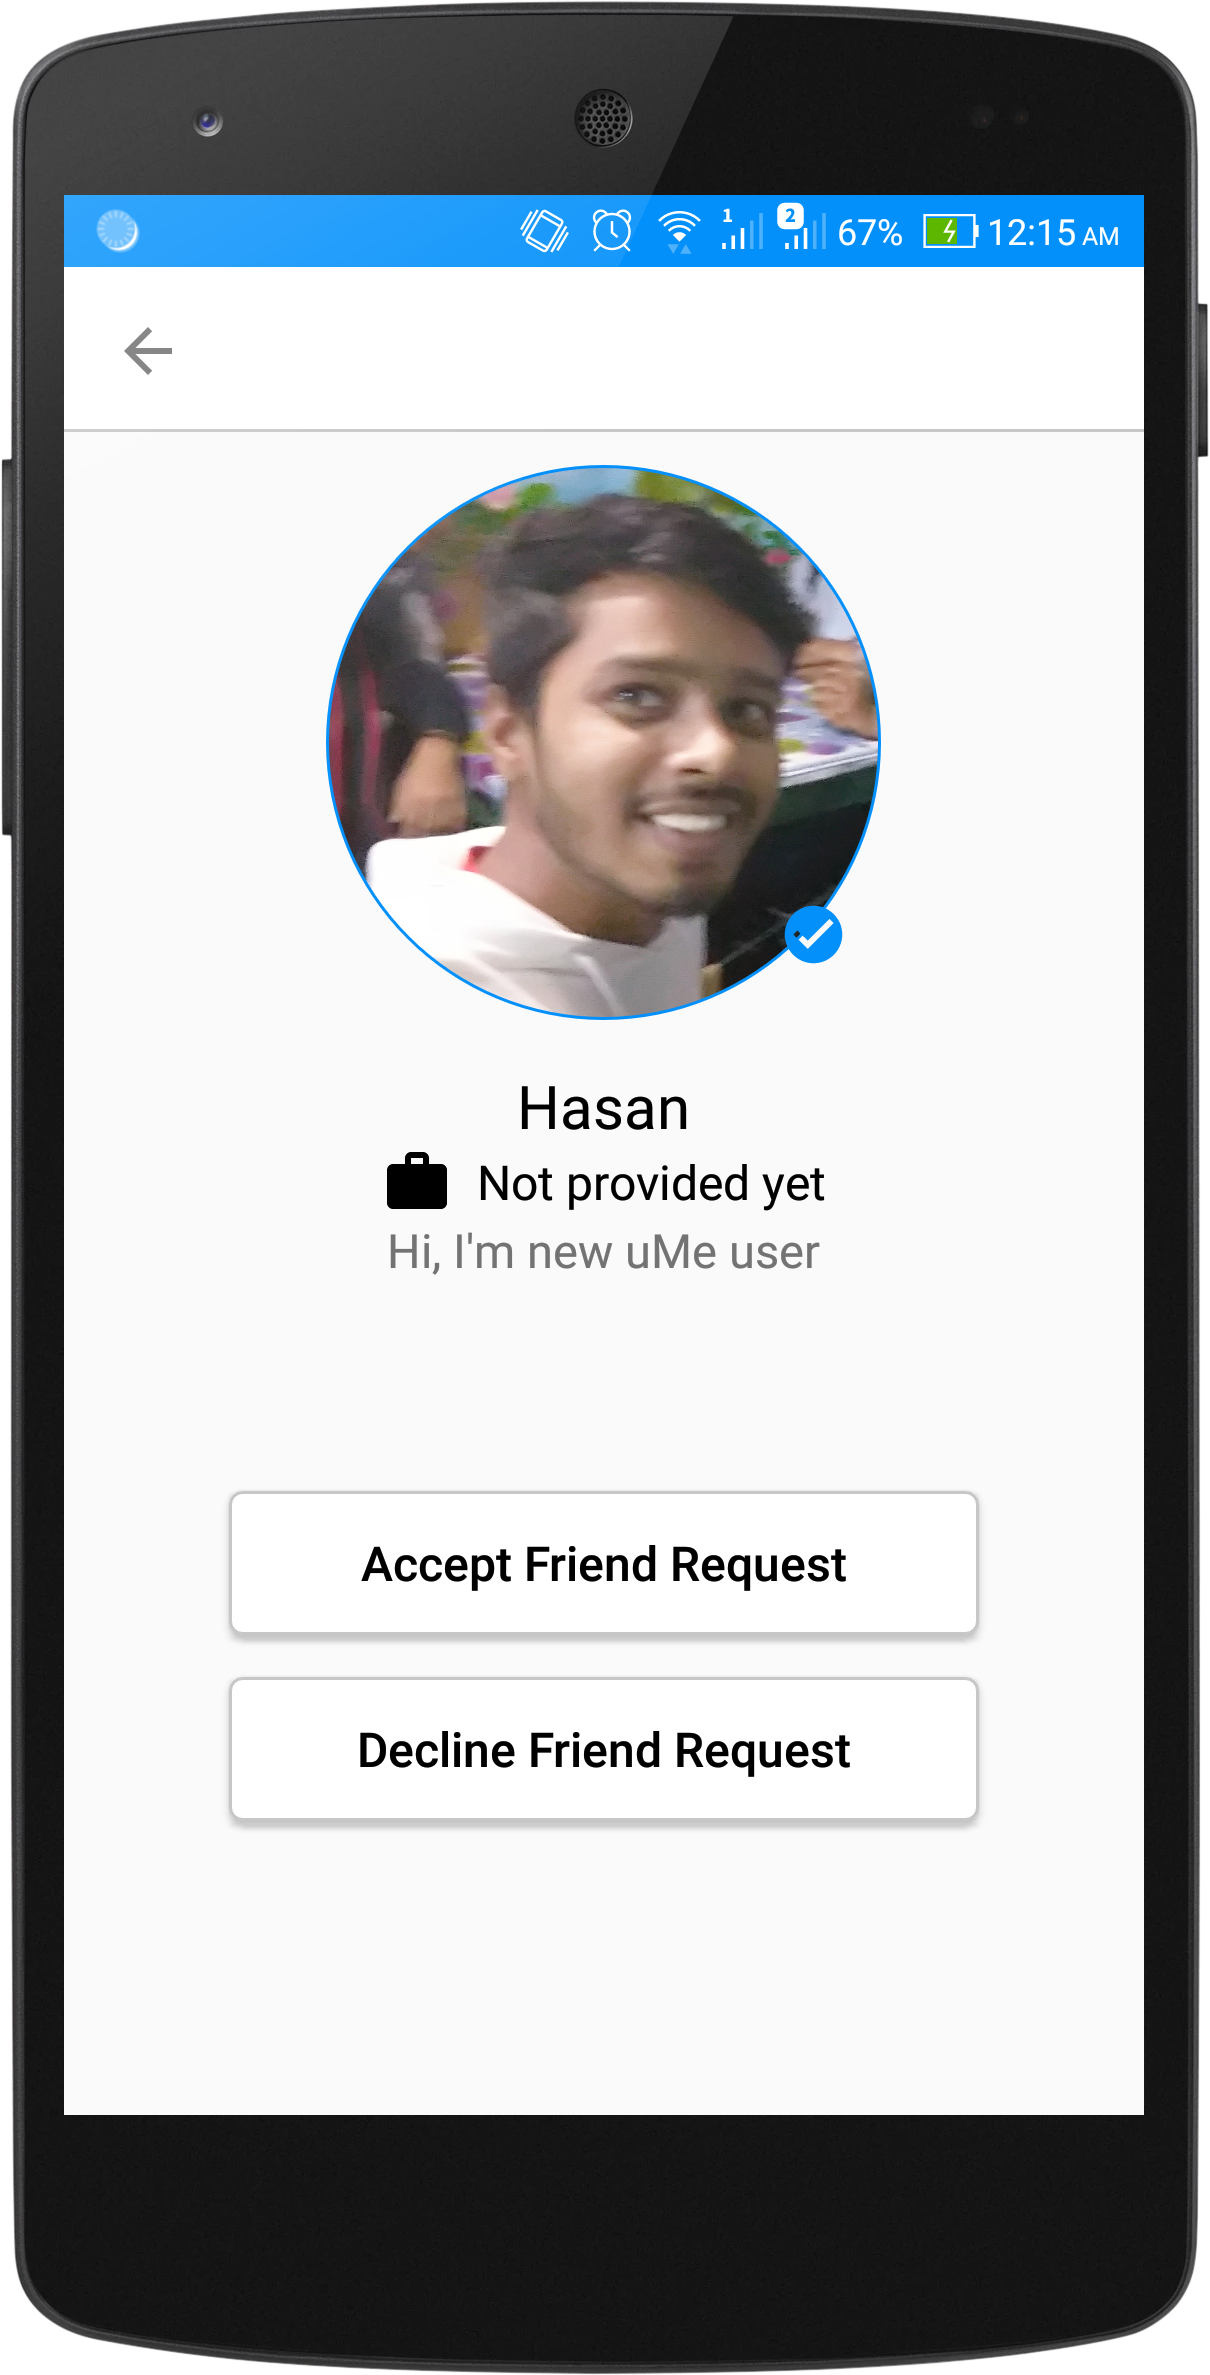 1 2 67% 12:15 AM
Hasan
Not provided yet
Hi, I'm new uMe user
Accept Friend Request
Decline Friend Request